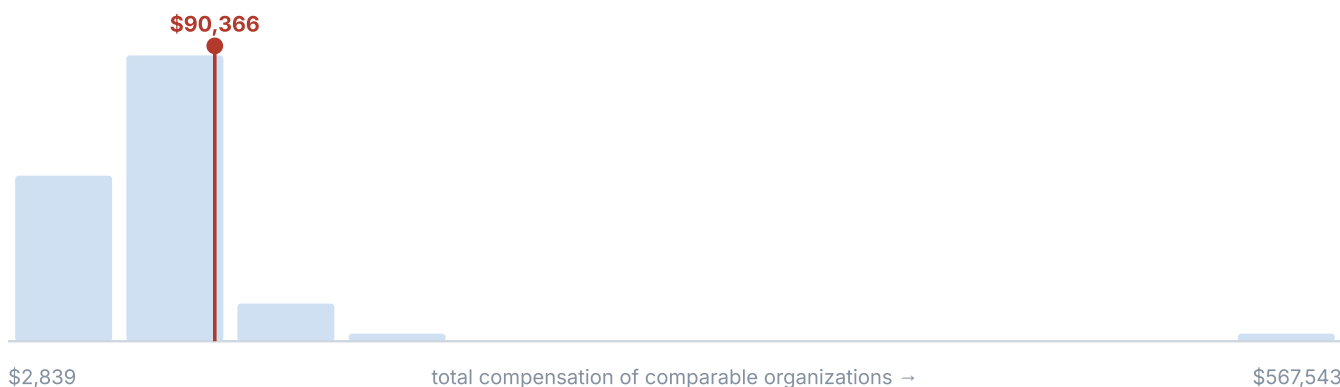 $90,366
$2,839 total compensation of comparable organizations → $567,543